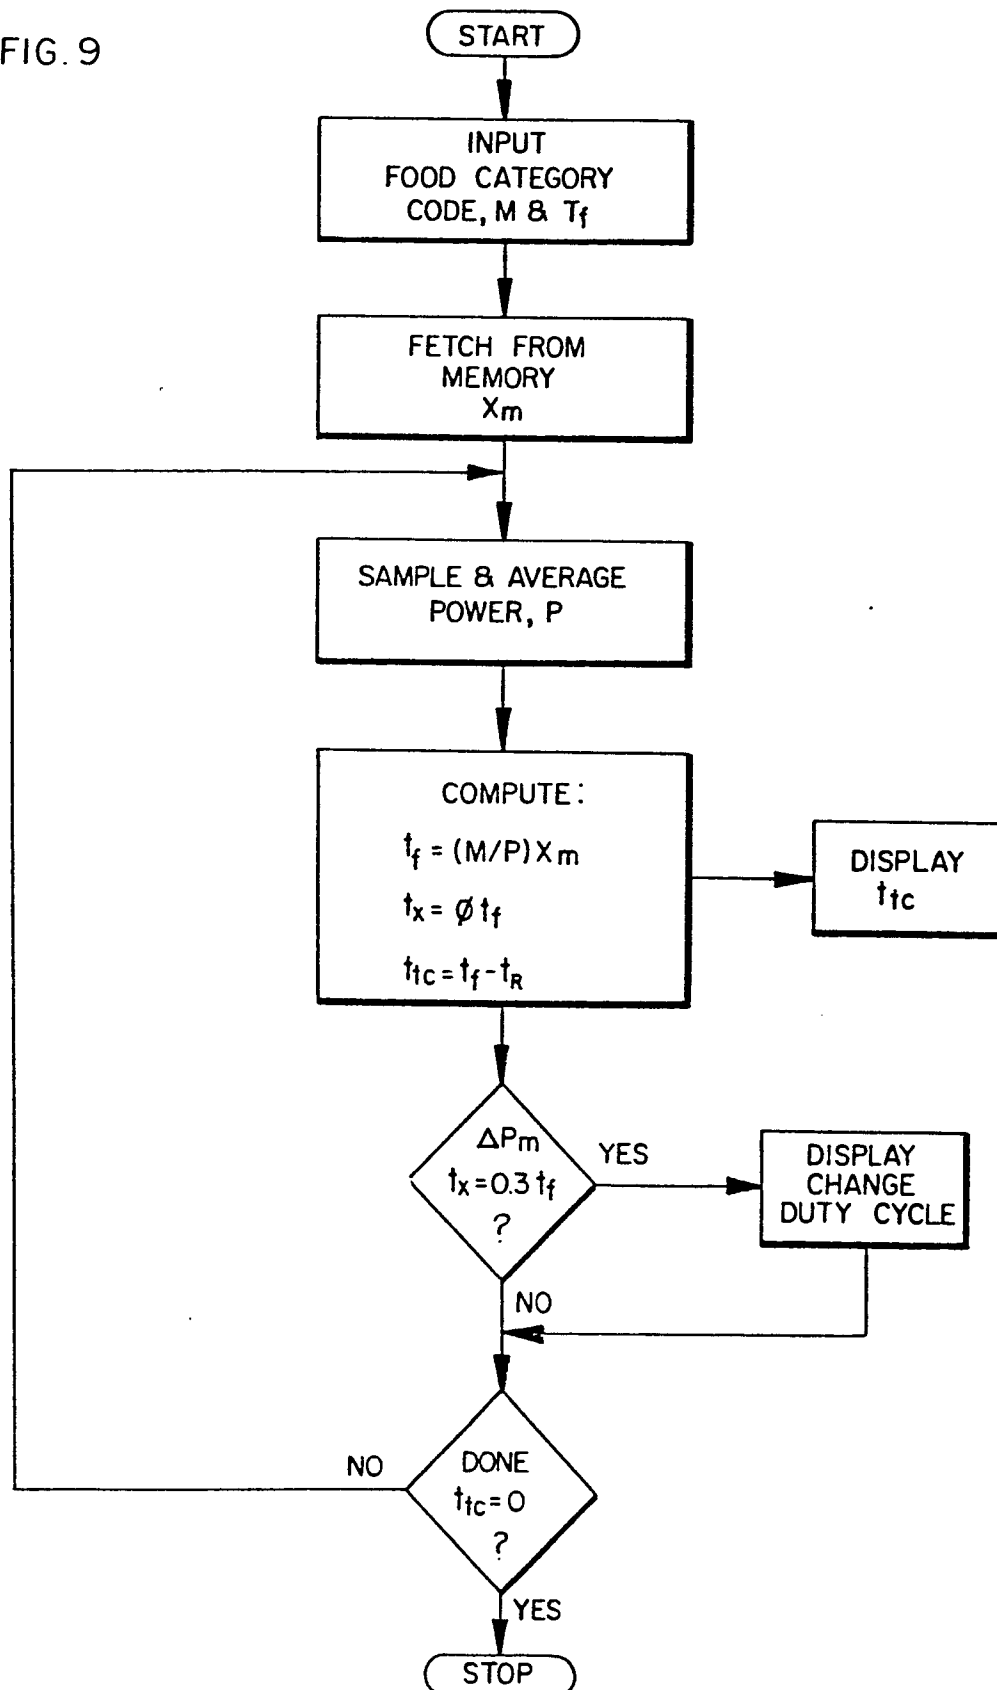 FIG. 9
START
INPUT
FOOD CATEGORY
CODE, M & Tf
FETCH FROM
MEMORY
Xm
SAMPLE & AVERAGE
POWER, P
COMPUTE:
tf = (M/P) Xm
tx = Ø tf
ttc = tf - tR
DISPLAY
ttc
ΔPm
tx = 0.3 tf
?
YES
DISPLAY
CHANGE
DUTY CYCLE
NO
DONE
ttc = 0
?
NO
YES
STOP